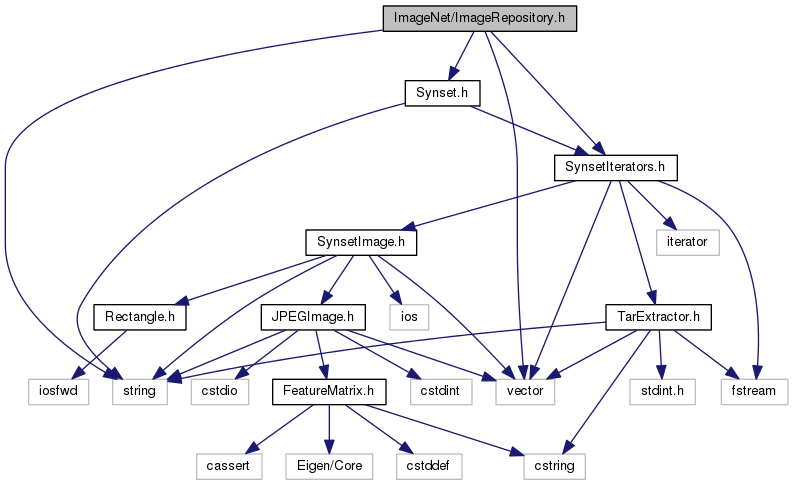 ImageNet/ImageRepository.h
Synset.h
SynsetIterators.h
SynsetImage.h
iterator
Rectangle.h
JPEGImage.h
ios
TarExtractor.h
iosfwd
string
cstdio
FeatureMatrix.h
cstdint
vector
stdint.h
fstream
cassert
Eigen/Core
cstddef
cstring